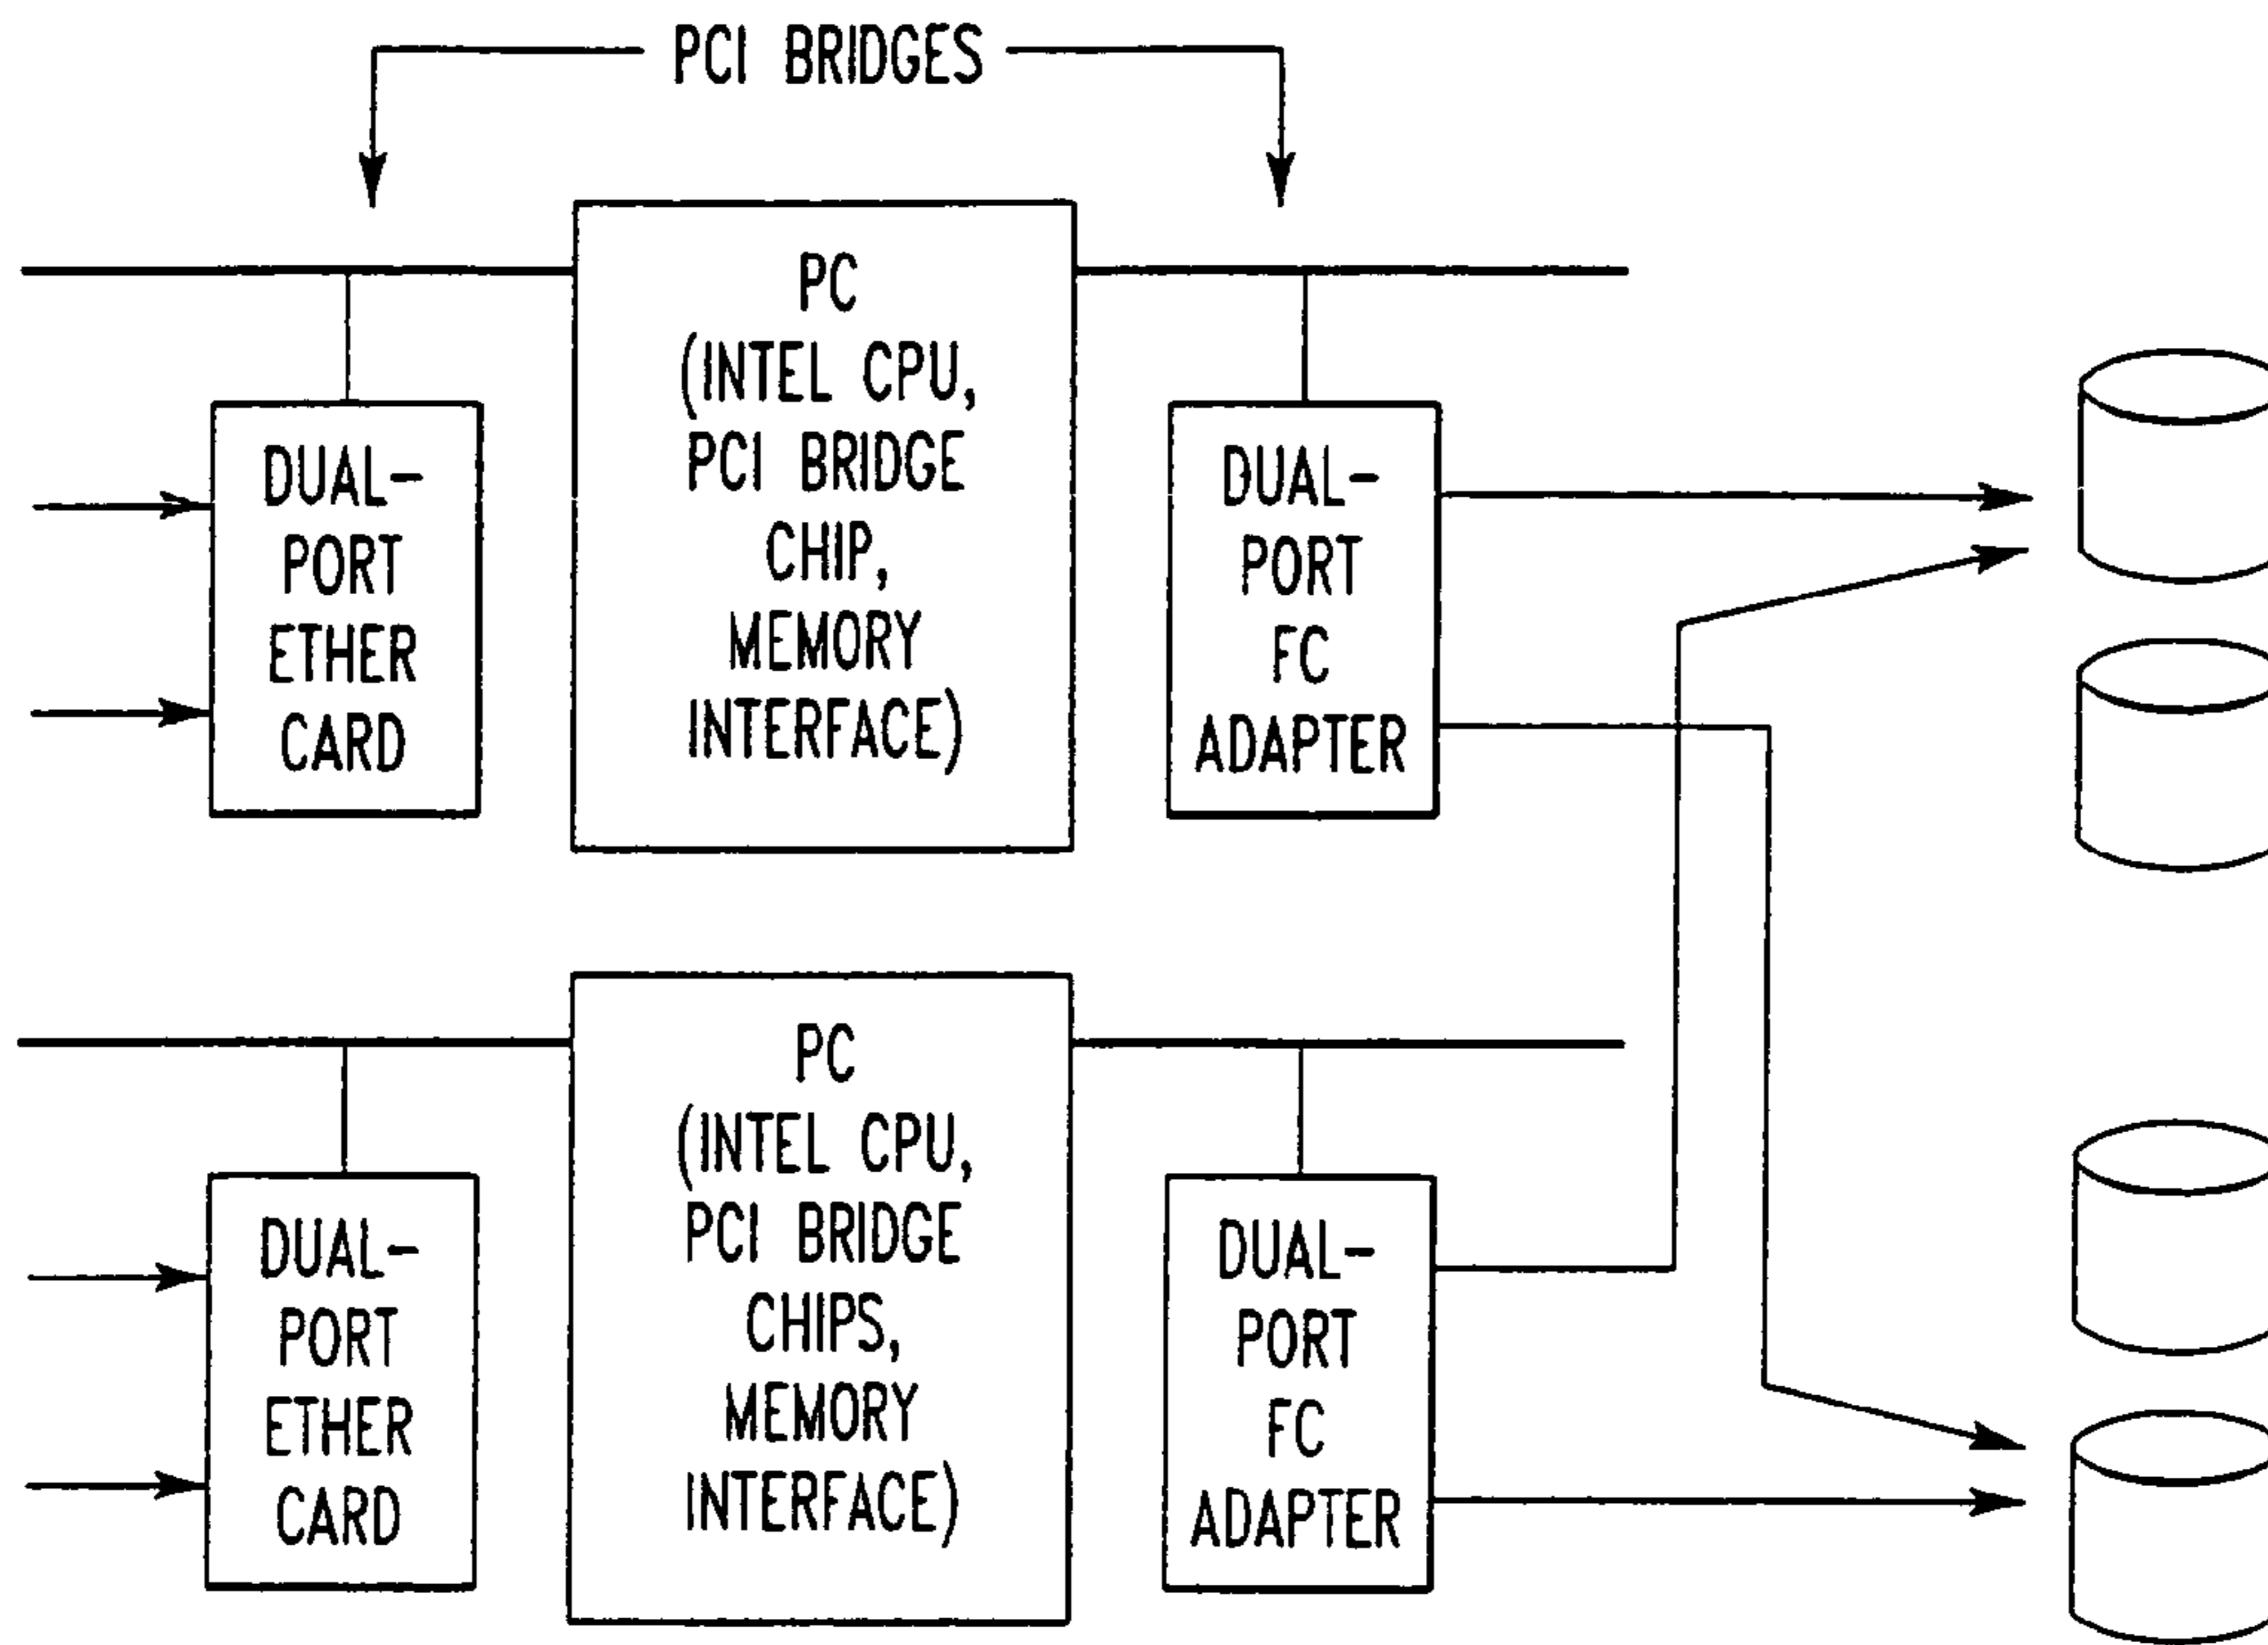 PCI BRIDGES
PC
(INTEL CPU,
PCI BRIDGE
CHIP,
MEMORY
INTERFACE)
DUAL-
PORT
ETHER
CARD
DUAL-
PORT
FC
ADAPTER
PC
(INTEL CPU,
PCI BRIDGE
CHIPS,
MEMORY
INTERFACE)
DUAL-
PORT
ETHER
CARD
DUAL-
PORT
FC
ADAPTER